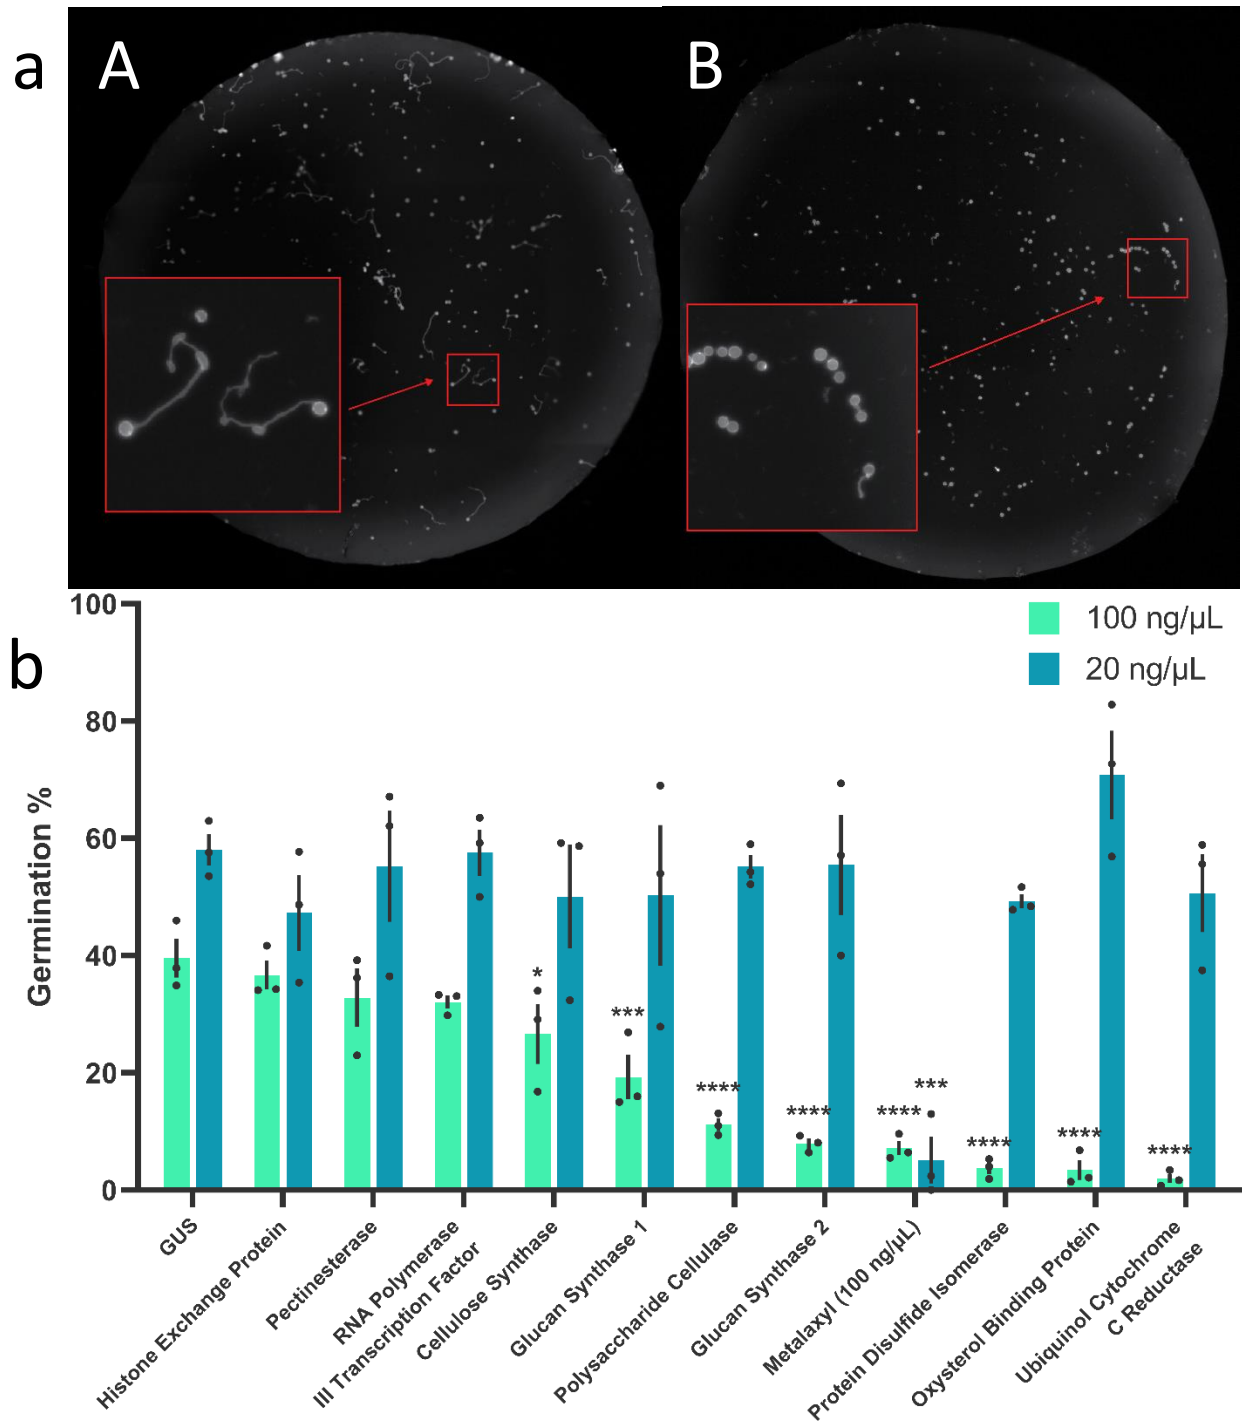 a
A
B
b
100
80
60
40
20
0
Germination %
100 ng/µL
20 ng/µL
*
***
****
****
****
***
****
****
****
GUS
Histone Exchange Protein
Pectinesterase
RNA Polymerase
III Transcription Factor
Cellulose Synthase
Glucan Synthase 1
Polysaccharide Cellulase
Glucan Synthase 2
Metalaxyl (100 ng/µL)
Protein Disulfide Isomerase
Oxysterol Binding Protein
Ubiquinol Cytochrome
C Reductase